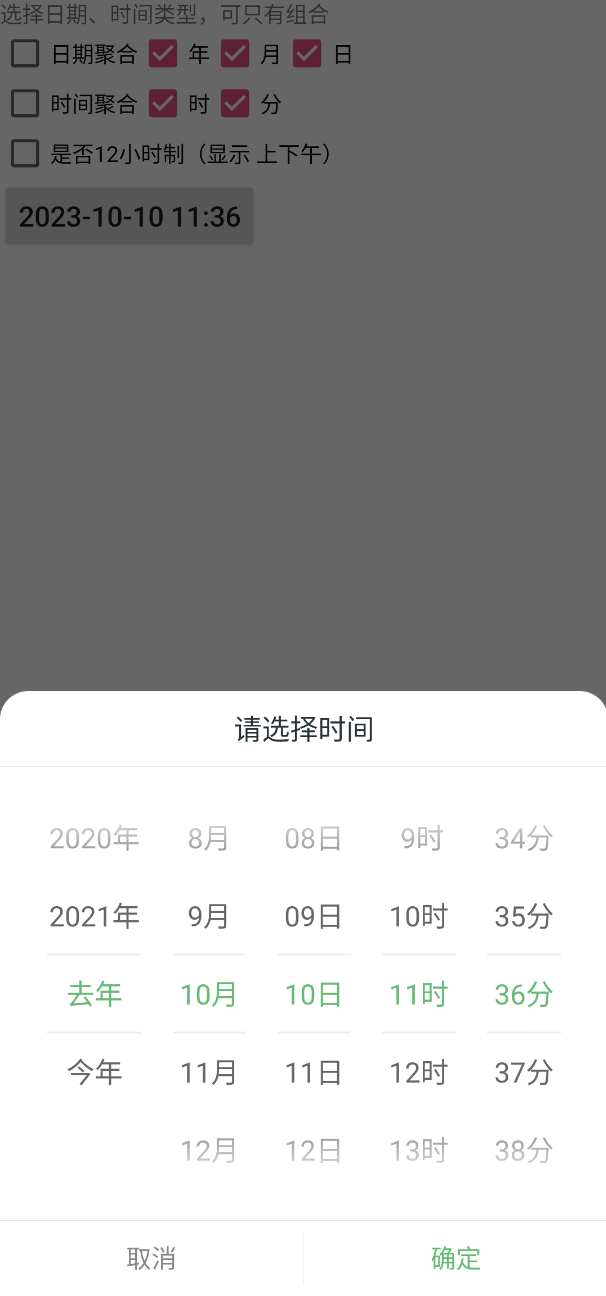 选择日期、时间类型，可只有组合
日期聚合 年 月 日
时间聚合 时 分
是否12小时制（显示 上下午）
2023-10-10 11:36
请选择时间
2020年 8月 08日 9时 34分
2021年 9月 09日 10时 35分
去年 10月 10日 11时 36分
今年 11月 11日 12时 37分
12月 12日 13时 38分
取消 确定